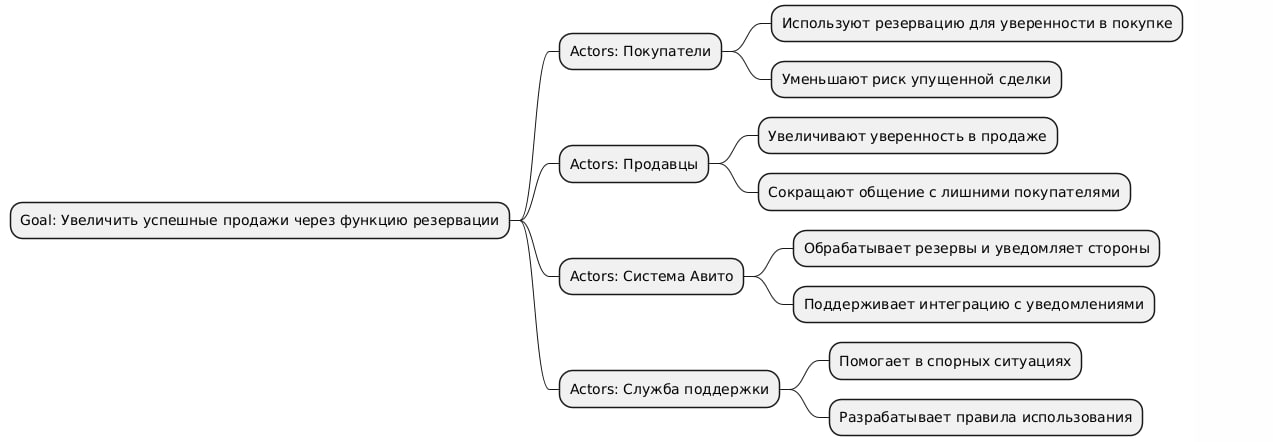 Goal: Увеличить успешные продажи через функцию резервации
Actors: Покупатели
Используют резервацию для уверенности в покупке
Уменьшают риск упущенной сделки
Actors: Продавцы
Увеличивают уверенность в продаже
Сокращают общение с лишними покупателями
Actors: Система Авито
Обрабатывает резервы и уведомляет стороны
Поддерживает интеграцию с уведомлениями
Actors: Служба поддержки
Помогает в спорных ситуациях
Разрабатывает правила использования